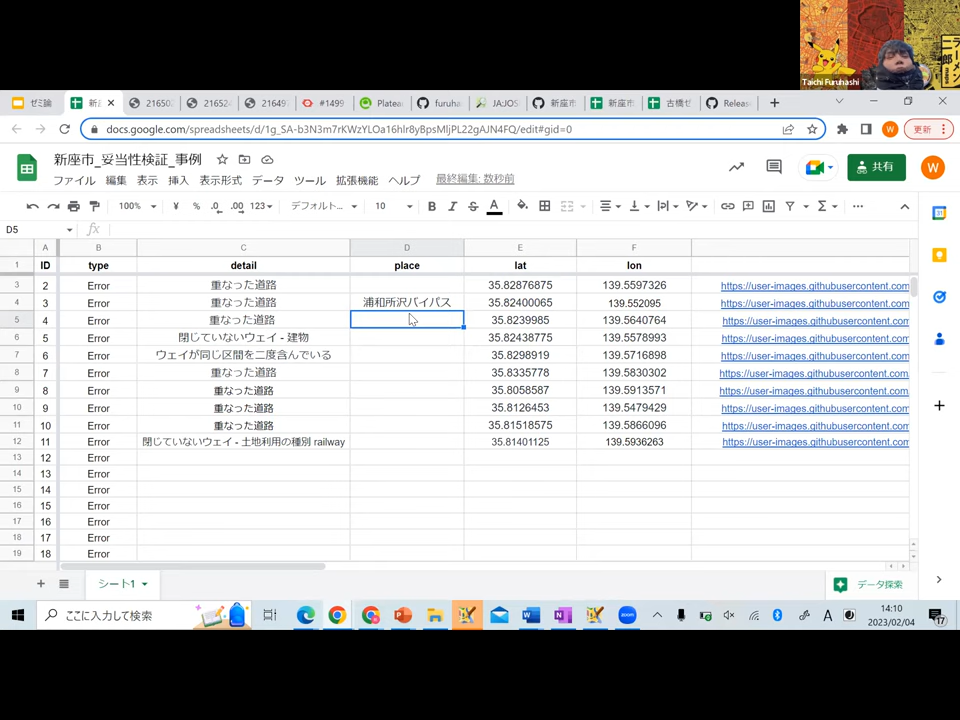 Taichi Furuhashi
ゼミ論
新座
21650
21652
21649
#1499
Platea
furuha
JAJOS
新座市
新座市
古橋ゼ
Releas
docs.google.com/spreadsheets/d/1g_SA-b3N3m7rKWzYLOa16hlr8yBpsMljPL22gAJN4FQ/edit#gid=0
W
更新
新座市_妥当性検証_事例
ファイル 編集 表示 挿入 表示形式 データ ツール 拡張機能 ヘルプ 最終編集: 数秒前
共有
W
100% ¥ % .0 .00 123 デフォルト... 10 B I S A
D5 fx
A B C D E F
1 ID type detail place lat lon
3 2 Error 重なった道路 35.82876875 139.5597326 https://user-images.githubusercontent.com
4 3 Error 重なった道路 浦和所沢バイパス 35.82400065 139.552095 https://user-images.githubusercontent.com
5 4 Error 重なった道路 35.8239985 139.5640764 https://user-images.githubusercontent.com
6 5 Error 閉じていないウェイ - 建物 35.82438775 139.5578993 https://user-images.githubusercontent.com
7 6 Error ウェイが同じ区間を二度含んでいる 35.8298919 139.5716898 https://user-images.githubusercontent.com
8 7 Error 重なった道路 35.8335778 139.5830302 https://user-images.githubusercontent.com
9 8 Error 重なった道路 35.8058587 139.5913571 https://user-images.githubusercontent.com
10 9 Error 重なった道路 35.8126453 139.5479429 https://user-images.githubusercontent.com
11 10 Error 重なった道路 35.81518575 139.5866096 https://user-images.githubusercontent.com
12 11 Error 閉じていないウェイ - 土地利用の種別 railway 35.81401125 139.5936263 https://user-images.githubusercontent.com
13 12 Error
14 13 Error
15 14 Error
16 15 Error
17 16 Error
18 17 Error
19 18 Error
シート1
データ探索
ここに入力して検索
A
14:10
2023/02/04
17